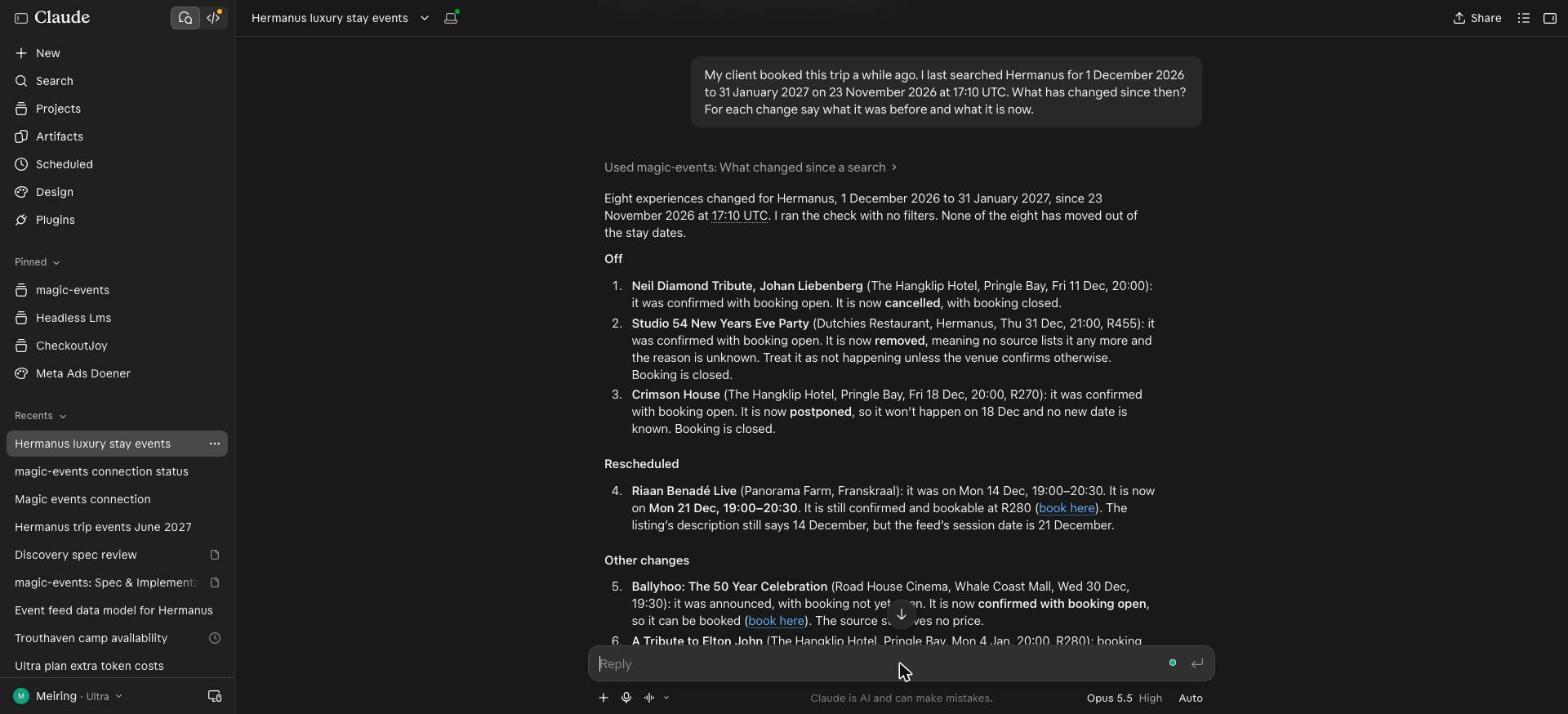 Claude
Hermanus luxury stay events
Share
New
Search
Projects
Artifacts
Scheduled
Design
Plugins
Pinned
magic-events
Headless Lms
CheckoutJoy
Meta Ads Doener
Recents
Hermanus luxury stay events
magic-events connection status
Magic events connection
Hermanus trip events June 2027
Discovery spec review
magic-events: Spec & Implement
Event feed data model for Hermanus
Trouthaven camp availability
Ultra plan extra token costs
M Meiring · Ultra
My client booked this trip a while ago. I last searched Hermanus for 1 December 2026
to 31 January 2027 on 23 November 2026 at 17:10 UTC. What has changed since then?
For each change say what it was before and what it is now.
Used magic-events: What changed since a search
Eight experiences changed for Hermanus, 1 December 2026 to 31 January 2027, since 23
November 2026 at 17:10 UTC. I ran the check with no filters. None of the eight has moved out of
the stay dates.
Off
1. Neil Diamond Tribute, Johan Liebenberg (The Hangklip Hotel, Pringle Bay, Fri 11 Dec, 20:00):
it was confirmed with booking open. It is now cancelled, with booking closed.
2. Studio 54 New Years Eve Party (Dutchies Restaurant, Hermanus, Thu 31 Dec, 21:00, R455): it
was confirmed with booking open. It is now removed, meaning no source lists it any more and
the reason is unknown. Treat it as not happening unless the venue confirms otherwise.
Booking is closed.
3. Crimson House (The Hangklip Hotel, Pringle Bay, Fri 18 Dec, 20:00, R270): it was confirmed
with booking open. It is now postponed, so it won't happen on 18 Dec and no new date is
known. Booking is closed.
Rescheduled
4. Riaan Benadé Live (Panorama Farm, Franskraal): it was on Mon 14 Dec, 19:00–20:30. It is now
on Mon 21 Dec, 19:00–20:30. It is still confirmed and bookable at R280 (book here). The
listing's description still says 14 December, but the feed's session date is 21 December.
Other changes
5. Ballyhoo: The 50 Year Celebration (Road House Cinema, Whale Coast Mall, Wed 30 Dec,
19:30): it was announced, with booking not yet It is now confirmed with booking open,
so it can be booked (book here). The source no price.
6. A Tribute to Elton John (The Hangklip Hotel, Pringle Bay, Mon 4 Jan, 20:00, R280): booking
Reply
Claude is AI and can make mistakes.
Opus 5.5 High Auto